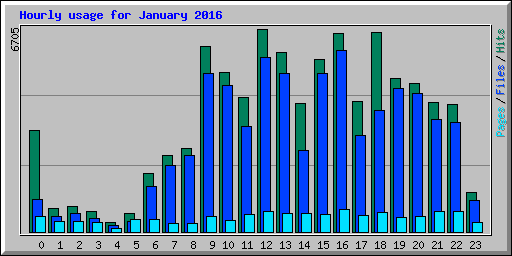 Hourly usage for January 2016
6705
Pages/Files/Hits
0 1 2 3 4 5 6 7 8 9 10 11 12 13 14 15 16 17 18 19 20 21 22 23